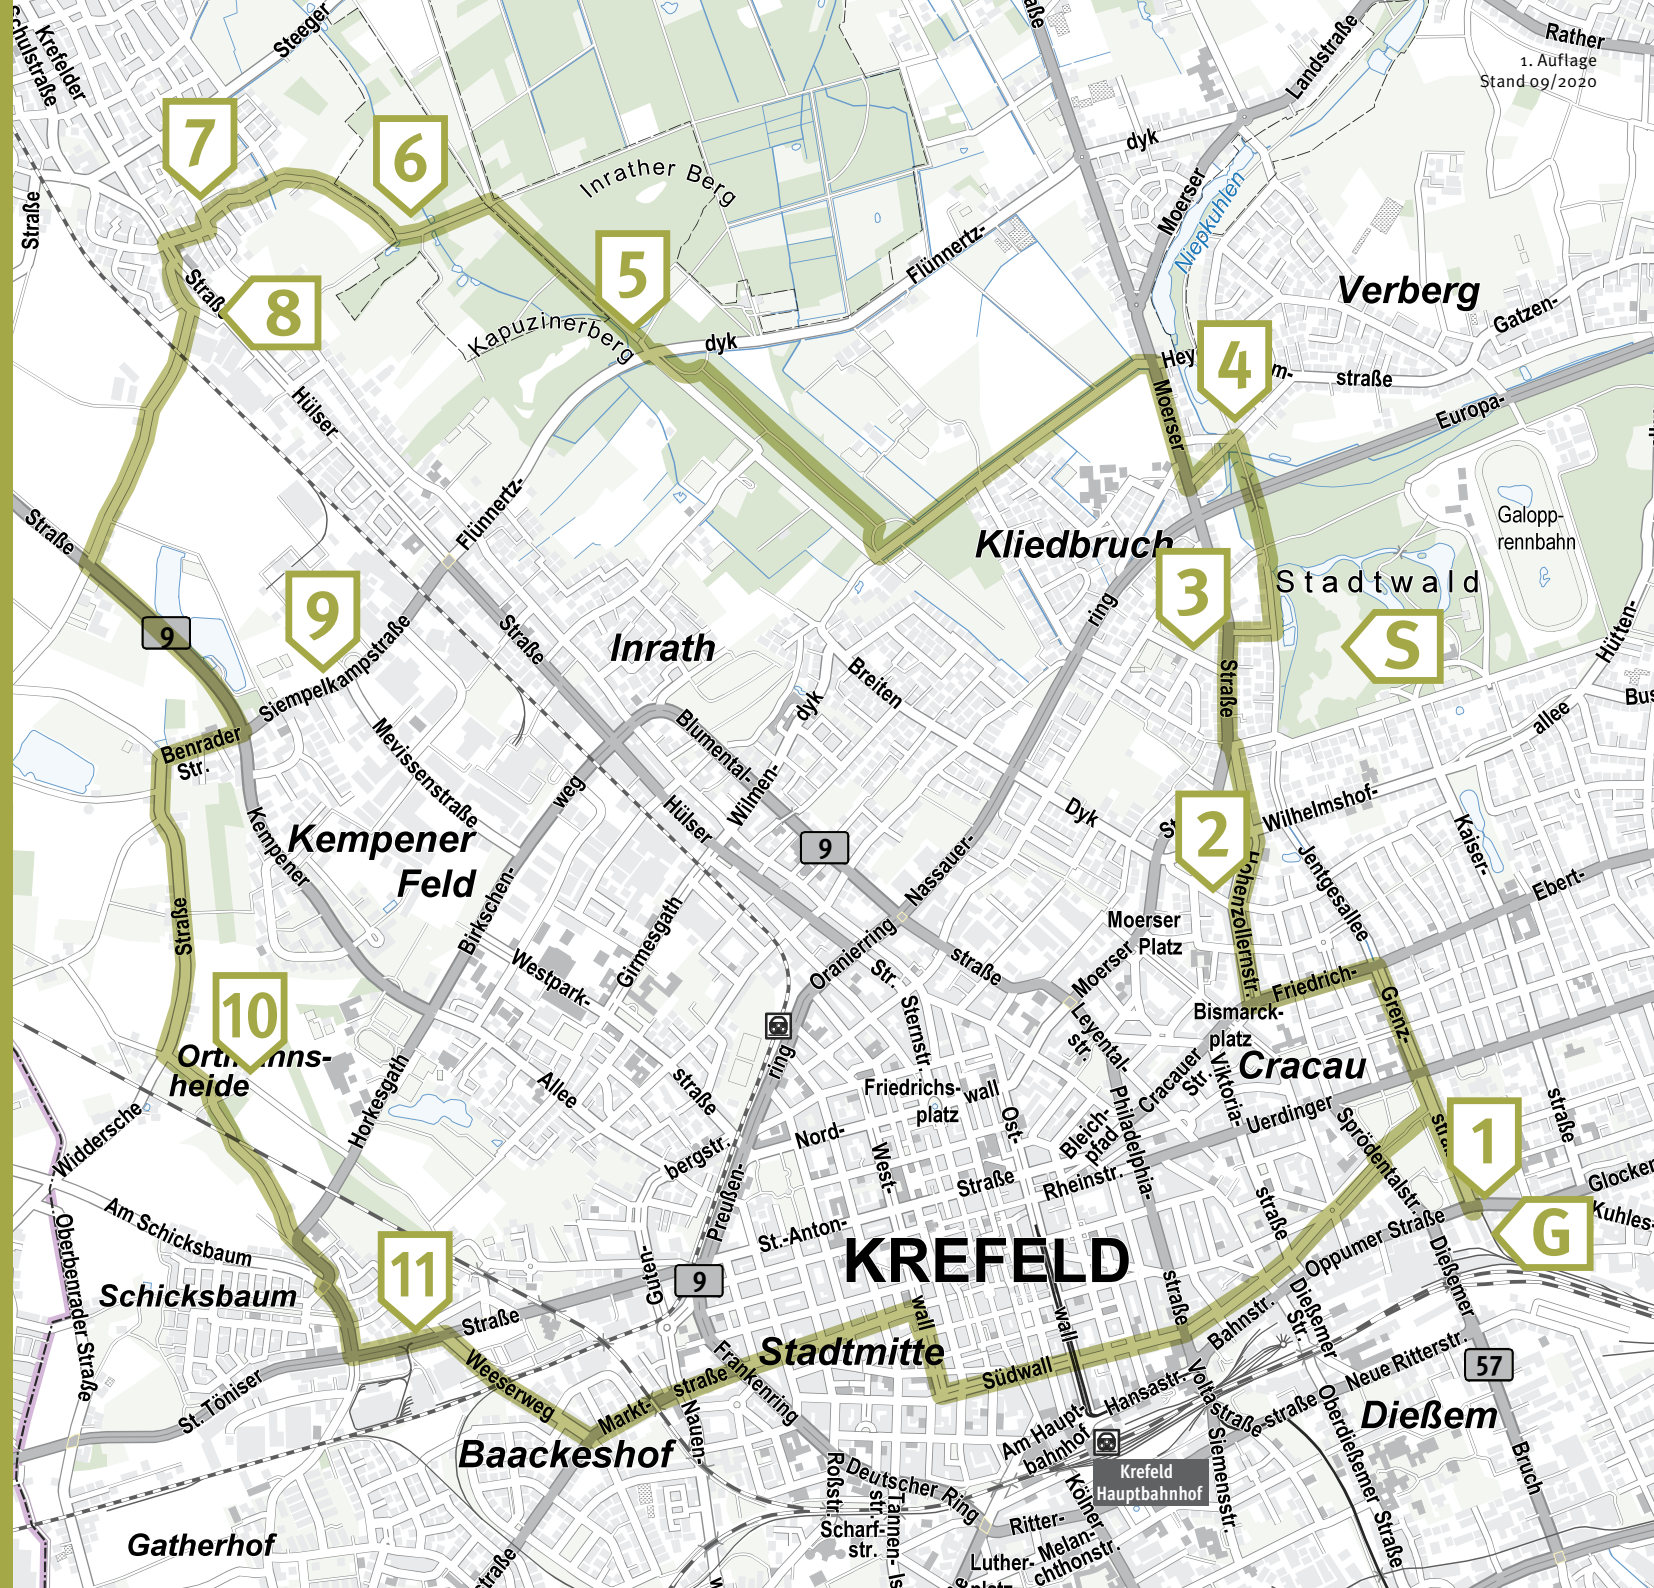 Schulstraße
Krefelder
Steeger
Rather
1. Auflage
Stand 09/2020
Landstraße
dyk
Moerser
Niepkuhlen
7
6
Inrather Berg
Straße
5
Flünnertz-
Verberg
Gatzen-
8
Kapuzinerberg
dyk
4
straße
Europa-
Hülser
Moerser
Flünnertz-
Galopp-
rennbahn
Straße
Kliedbruch
Stadtwald
3
9
9
ring
Hütten-
Straße
Inrath
S
Siempelkampstraße
Breiten
Straße
dyk
allee
Benrader
Str.
Mevissenstraße
Blumental-
weg
Wilmen-
Hülser
Dyk
2
Wilhelmshof-
Kaiser-
Kempener
Kempener
Feld
9
Jentgesallee
Nassauer-
Ebert-
Birkschen-
Hohenzollernstr.
Straße
Girmesgath
Moerser
Platz
Westpark-
Oranierring
straße
Moerser
Str.
Friedrich-
Grenz-
10
Sternstr.
Bismarck-
platz
Leyental-
str.
Cracau
heide
Horkesgath
Allee
straße
ring
Friedrichs-
platz
wall
Cracauer
Str.
Viktoria-
Uerdinger
Philadelphia-
Ost-
Bleich-
pfad
Sprödentalstr.
straße
1
Widdersche
Nord-
bergstr.
West-
Straße
Rheinstr.
Glocken
Preußen-
Am Schicksbaum
Oberbenrader Straße
St.-Anton-
straße
Oppumer Straße
Kuhles-
G
KREFELD
11
Guten-
9
Schicksbaum
Straße
wall
wall
straße
Bahnstr.
Dießemer
Str.
Dießemer
Stadtmitte
Weeserweg
Frankenring
straße
Südwall
Markt-
Neue Ritterstr.
57
Hansastr.
Voltastraße
straße
St. Töniser
Nauen-
Am Haupt-
bahnhof
Dießem
Baackeshof
Krefeld
Hauptbahnhof
Siemensstr.
Oberdießemer Straße
Bruch
Roßstr.
Deutscher Ring
Kölner
Tannen-
str.
Ritter-
Scharf-
str.
Gatherhof
Melan-
chthonstr.
Luther-
platz
straße